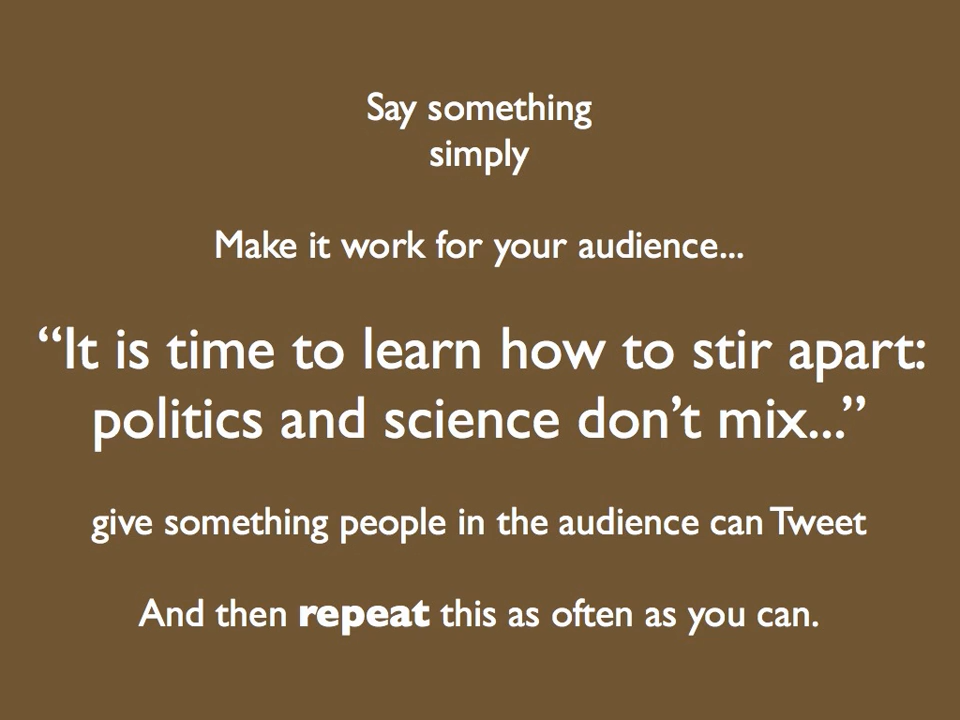 Say something
simply
Make it work for your audience...
“It is time to learn how to stir apart:
politics and science don’t mix...”
give something people in the audience can Tweet
And then repeat this as often as you can.